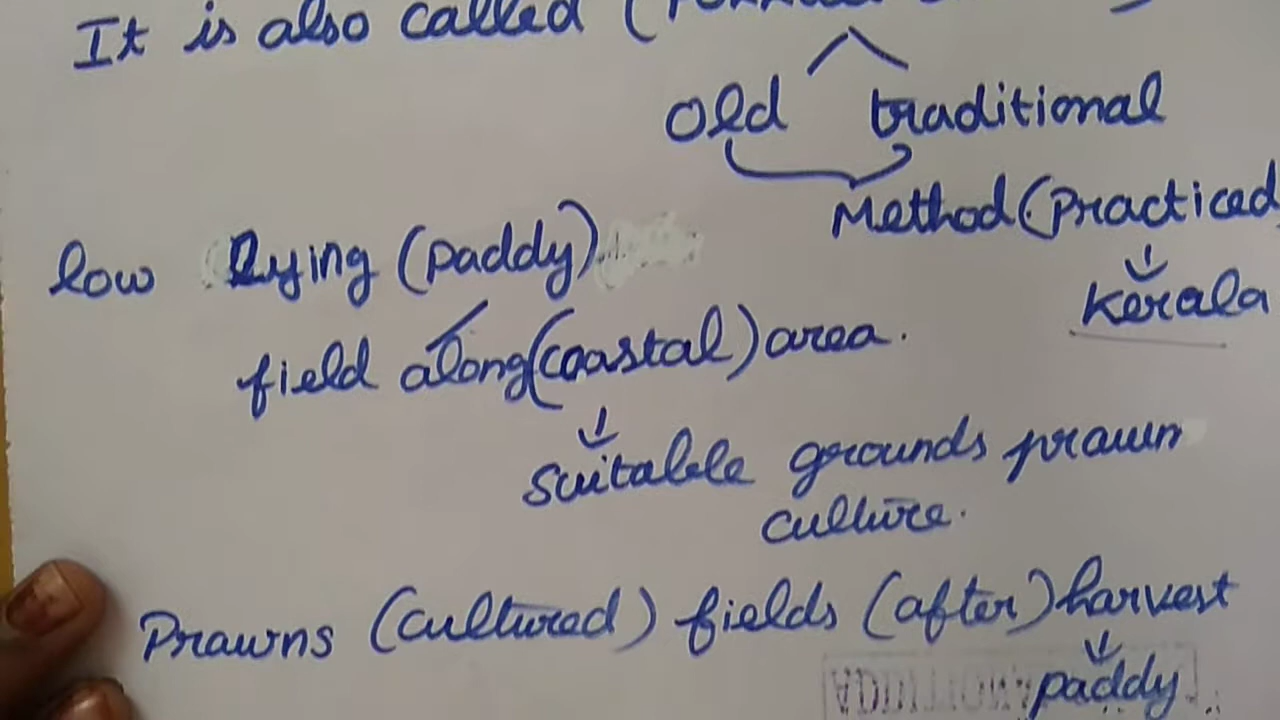 It is also called (
old traditional
Method (Practiced
low lying (paddy)
Kerala
field along (coastal) area.
suitable grounds prawn
culture.
Prawns (cultured) fields (after) harvest
paddy